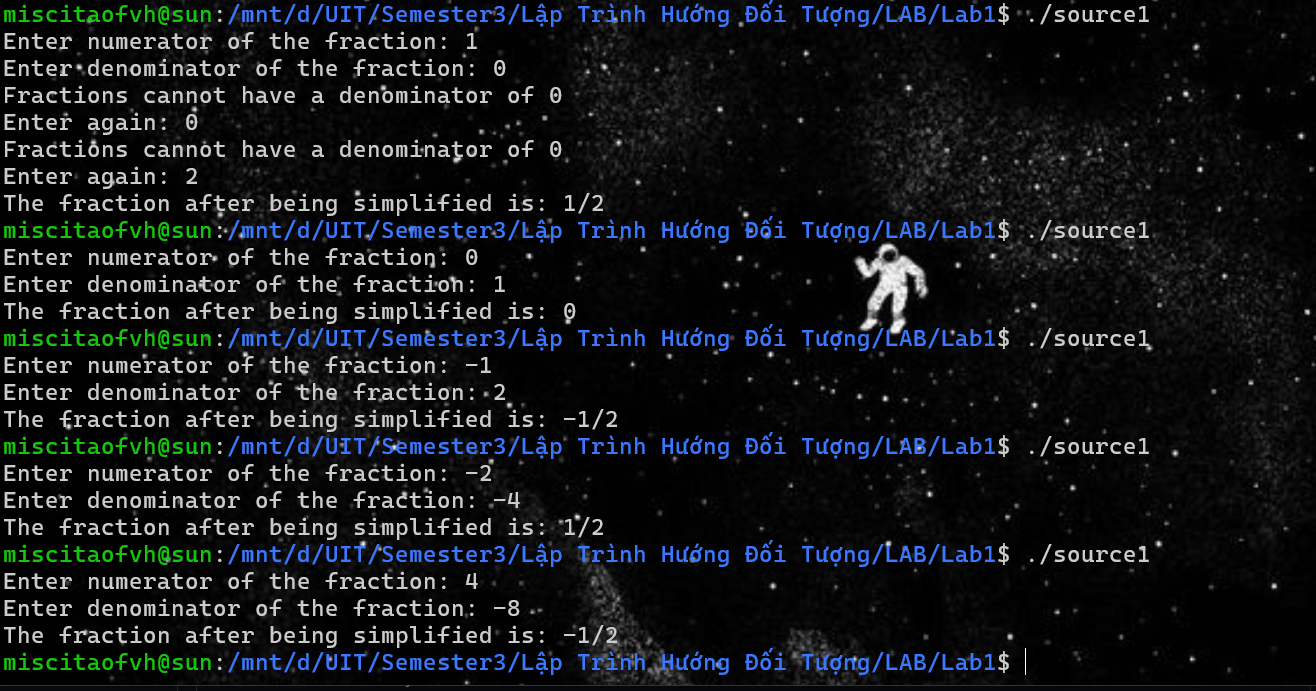 miscitaofvh@sun:/mnt/d/UIT/Semester3/Lập Trình Hướng Đối Tượng/LAB/Lab1$ ./source1
Enter numerator of the fraction: 1
Enter denominator of the fraction: 0
Fractions cannot have a denominator of 0
Enter again: 0
Fractions cannot have a denominator of 0
Enter again: 2
The fraction after being simplified is: 1/2
miscitaofvh@sun:/mnt/d/UIT/Semester3/Lập Trình Hướng Đối Tượng/LAB/Lab1$ ./source1
Enter numerator of the fraction: 0
Enter denominator of the fraction: 1
The fraction after being simplified is: 0
miscitaofvh@sun:/mnt/d/UIT/Semester3/Lập Trình Hướng Đối Tượng/LAB/Lab1$ ./source1
Enter numerator of the fraction: -1
Enter denominator of the fraction: 2
The fraction after being simplified is: -1/2
miscitaofvh@sun:/mnt/d/UIT/Semester3/Lập Trình Hướng Đối Tượng/LAB/Lab1$ ./source1
Enter numerator of the fraction: -2
Enter denominator of the fraction: -4
The fraction after being simplified is: 1/2
miscitaofvh@sun:/mnt/d/UIT/Semester3/Lập Trình Hướng Đối Tượng/LAB/Lab1$ ./source1
Enter numerator of the fraction: 4
Enter denominator of the fraction: -8
The fraction after being simplified is: -1/2
miscitaofvh@sun:/mnt/d/UIT/Semester3/Lập Trình Hướng Đối Tượng/LAB/Lab1$